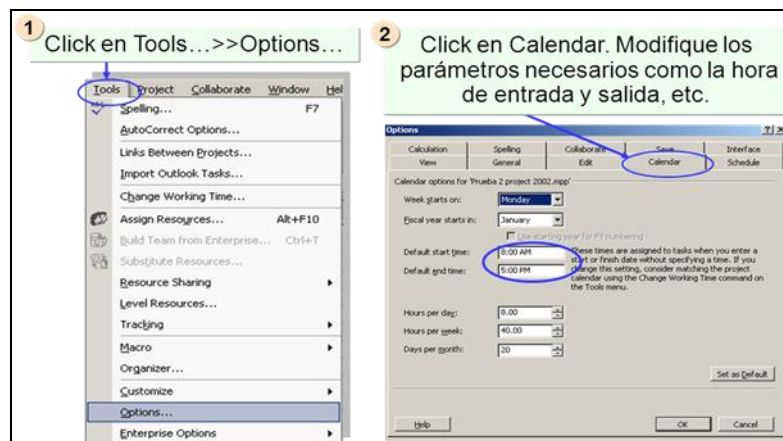 1
Click en Tools...>>Options...
Tools Project Collaborate Window Hel
Spelling... F7
AutoCorrect Options...
Links Between Projects...
Import Outlook Tasks...
Change Working Time...
Assign Resources... Alt+F10
Build Team from Enterprise... Ctrl+T
Substitute Resources...
Resource Sharing
Level Resources...
Tracking
Macro
Organizer...
Customize
Options...
Enterprise Options
2
Click en Calendar. Modifique los
parámetros necesarios como la hora
de entrada y salida, etc.
Options
Calculation Spelling Collaborate Save Interface
View General Edit Calendar Schedule
Calendar options for 'Prueba 2 project 2002.mpp'
Week starts on: Monday
Fiscal year starts in: January
Use starting year for FY numbering
Default start time: 8:00 AM
Default end time: 5:00 PM
These times are assigned to tasks when you enter a
start or finish date without specifying a time. If you
change this setting, consider matching the project
calendar using the Change Working Time command on
the Tools menu.
Hours per day: 8.00
Hours per week: 40.00
Days per month: 20
Set as Default
Help OK Cancel